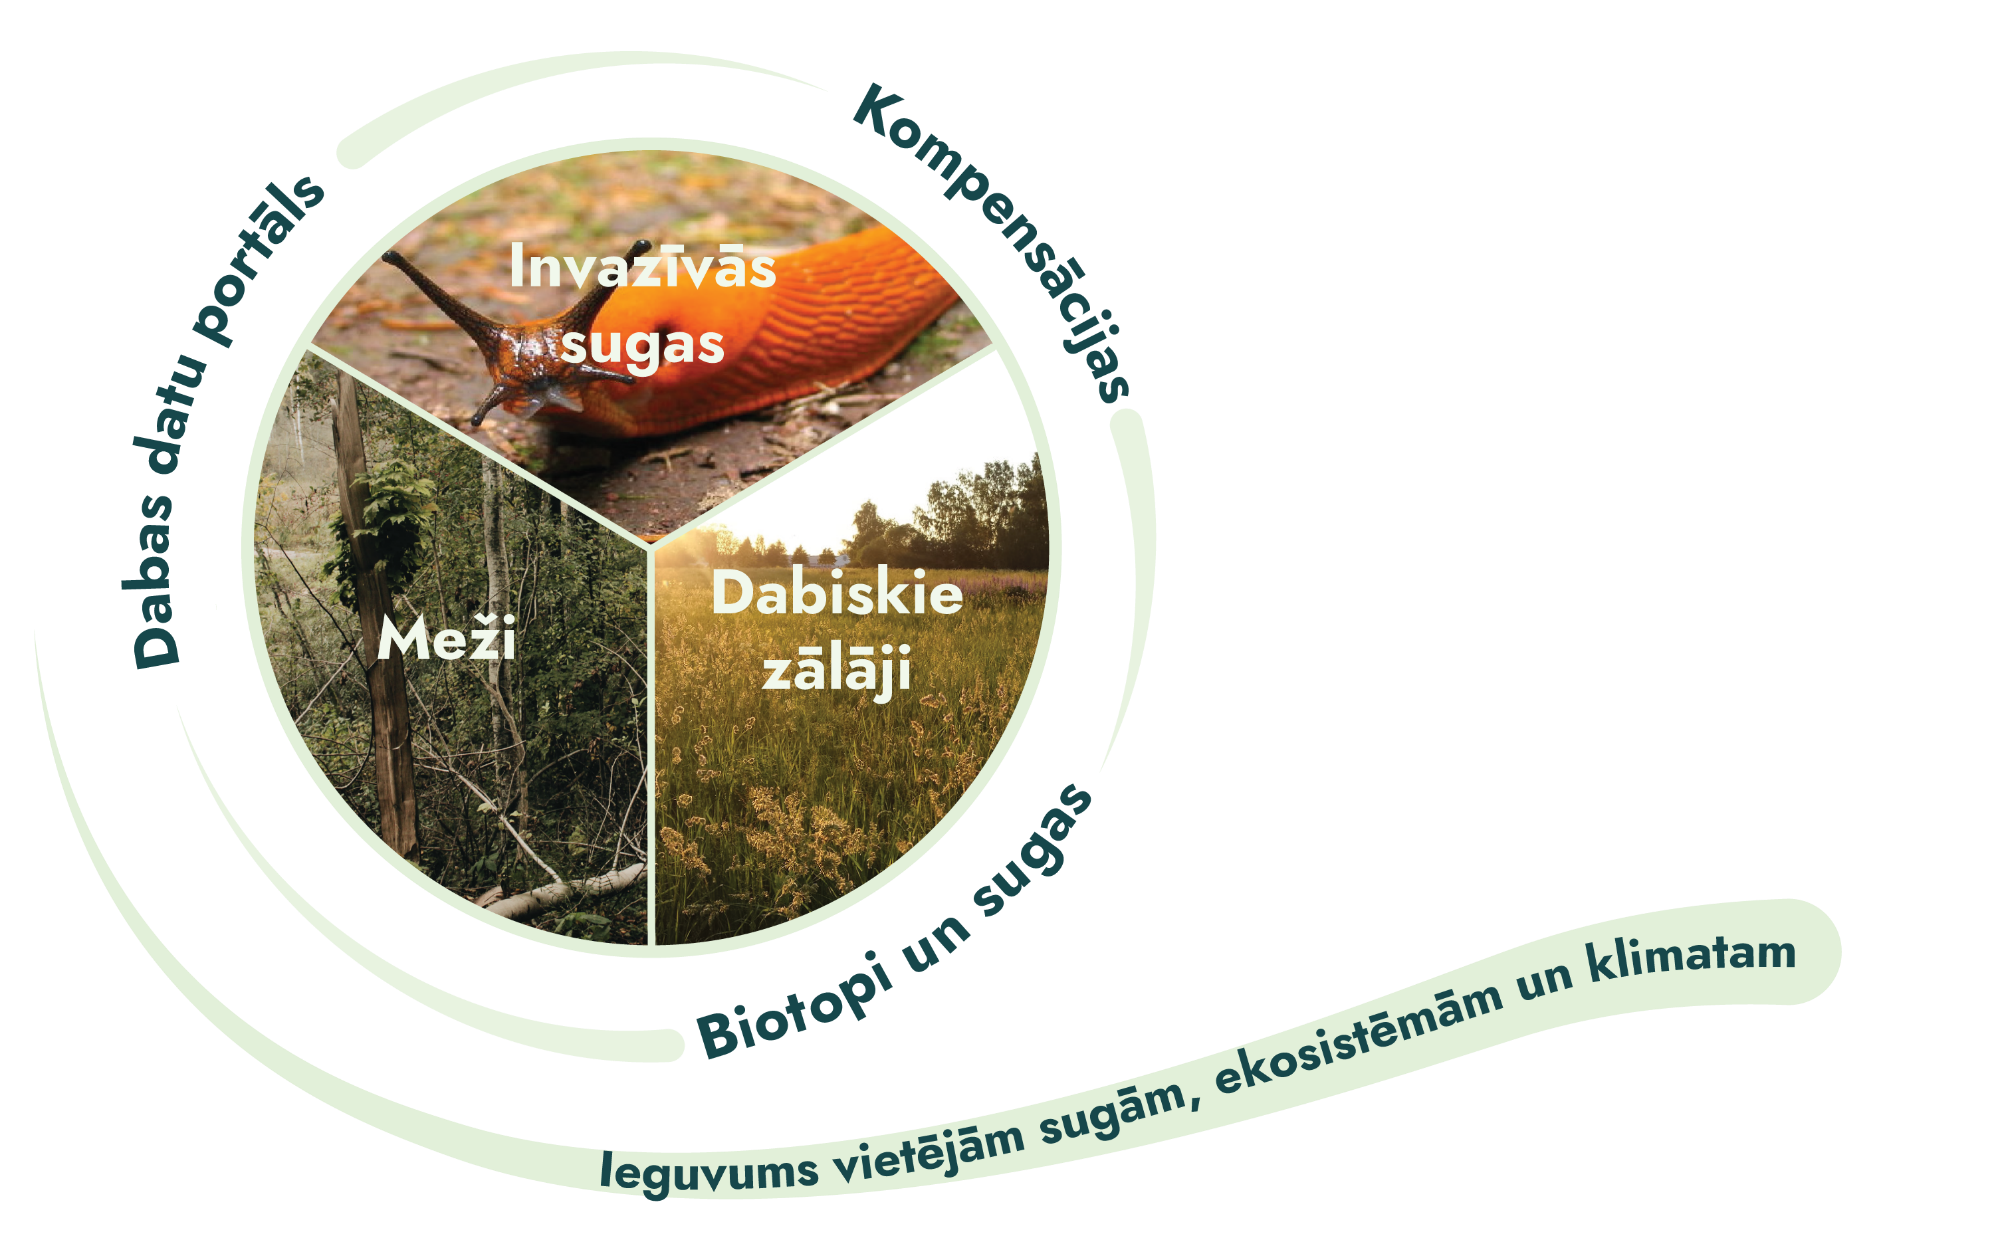 Kompensācijas
Dabas datu portāls
Invazīvās
sugas
Meži
Dabiskie
zālāji
Biotopi un sugas
Ieguvums vietējām sugām, ekosistēmām un klimatam